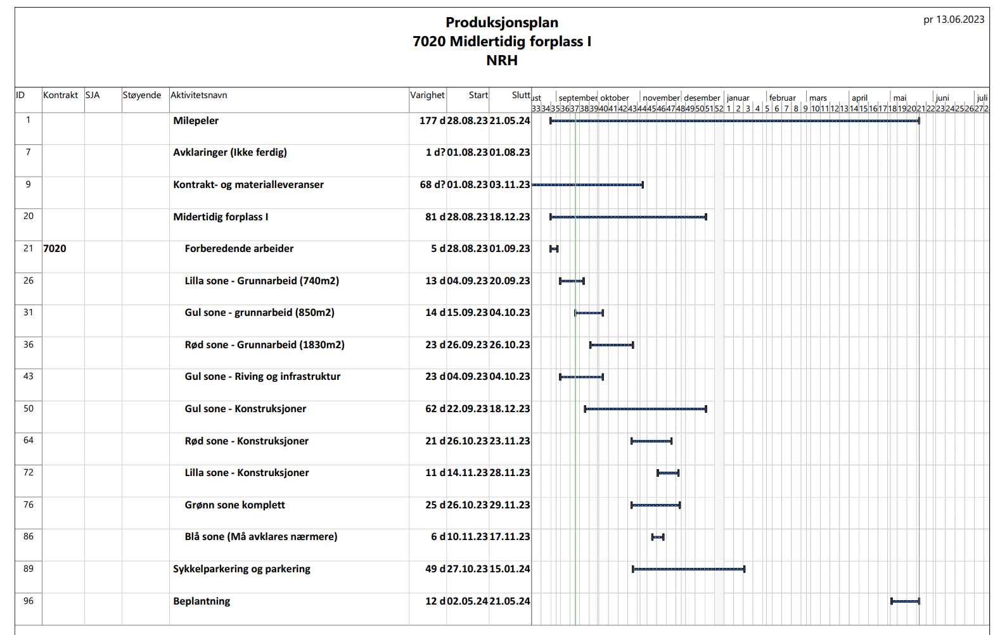 Produksjonsplan
7020 Midlertidig forplass I
NRH
pr 13.06.2023
ID Kontrakt SJA Støyende Aktivitetsnavn Varighet Start Slutt
ust september oktober november desember januar februar mars april mai juni juli
33 34 35 36 37 38 39 40 41 42 43 44 45 46 47 48 49 50 51 52 1 2 3 4 5 6 7 8 9 10 11 12 13 14 15 16 17 18 19 20 21 22 23 24 25 26 27 2
1 Milepeler 177 d 28.08.23 21.05.24
7 Avklaringer (Ikke ferdig) 1 d? 01.08.23 01.08.23
9 Kontrakt- og materialleveranser 68 d? 01.08.23 03.11.23
20 Midertidig forplass I 81 d 28.08.23 18.12.23
21 7020 Forberedende arbeider 5 d 28.08.23 01.09.23
26 Lilla sone - Grunnarbeid (740m2) 13 d 04.09.23 20.09.23
31 Gul sone - grunnarbeid (850m2) 14 d 15.09.23 04.10.23
36 Rød sone - Grunnarbeid (1830m2) 23 d 26.09.23 26.10.23
43 Gul sone - Riving og infrastruktur 23 d 04.09.23 04.10.23
50 Gul sone - Konstruksjoner 62 d 22.09.23 18.12.23
64 Rød sone - Konstruksjoner 21 d 26.10.23 23.11.23
72 Lilla sone - Konstruksjoner 11 d 14.11.23 28.11.23
76 Grønn sone komplett 25 d 26.10.23 29.11.23
86 Blå sone (Må avklares nærmere) 6 d 10.11.23 17.11.23
89 Sykkelparkering og parkering 49 d 27.10.23 15.01.24
96 Beplantning 12 d 02.05.24 21.05.24